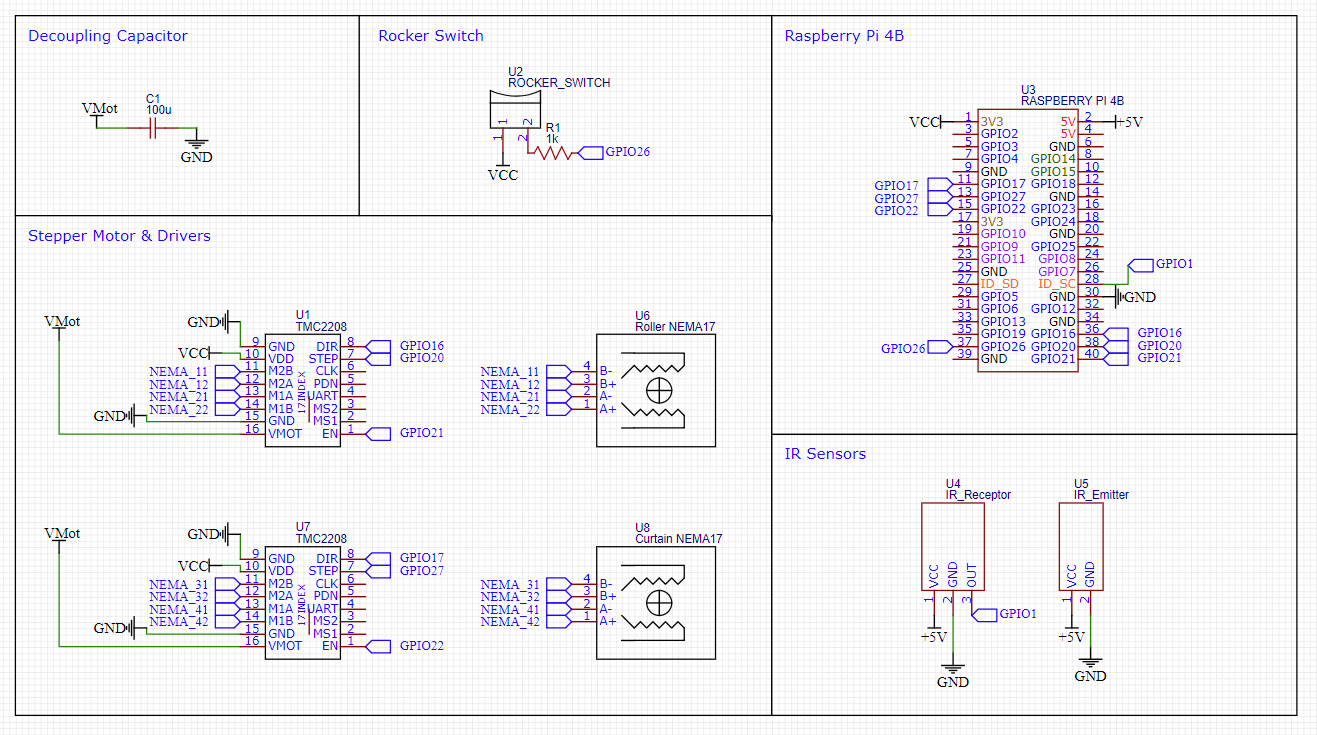 Decoupling Capacitor
VMot
C1
100u
GND
Rocker Switch
U2
ROCKER_SWITCH
1
2
1
2
R1
1k
GPIO26
VCC
Raspberry Pi 4B
U3
RASPBERRY PI 4B
VCC 1 3V3 5V 2 +5V
3 GPIO2 5V 4
5 GPIO3 GND 6
7 GPIO4 GPIO14 8
9 GND GPIO15 10
GPIO17 11 GPIO17 GPIO18 12
GPIO27 13 GPIO27 GND 14
GPIO22 15 GPIO22 GPIO23 16
17 3V3 GPIO24 18
19 GPIO10 GND 20
21 GPIO9 GPIO25 22
23 GPIO11 GPIO8 24
25 GND GPIO7 26 GPIO1
27 ID_SD ID_SC 28
29 GPIO5 GND 30 GND
31 GPIO6 GPIO12 32
33 GPIO13 GND 34
35 GPIO19 GPIO16 36 GPIO16
GPIO26 37 GPIO26 GPIO20 38 GPIO20
39 GND GPIO21 40 GPIO21
Stepper Motor & Drivers
VMot
GND
U1
TMC2208
9 GND DIR 8 GPIO16
VCC 10 VDD STEP 7 GPIO20
NEMA_11 11 M2B CLK 6
NEMA_12 12 M2A PDN 5
NEMA_21 13 M1A UART 4
NEMA_22 14 M1B MS2 3
GND 15 GND MS1 2
16 VMOT EN 1 GPIO21
17INDEX
U6
Roller NEMA17
NEMA_11 4 B-
NEMA_12 3 B+
NEMA_21 2 A-
NEMA_22 1 A+
VMot
GND
U7
TMC2208
9 GND DIR 8 GPIO17
VCC 10 VDD STEP 7 GPIO27
NEMA_31 11 M2B CLK 6
NEMA_32 12 M2A PDN 5
NEMA_41 13 M1A UART 4
NEMA_42 14 M1B MS2 3
GND 15 GND MS1 2
16 VMOT EN 1 GPIO22
17INDEX
U8
Curtain NEMA17
NEMA_31 4 B-
NEMA_32 3 B+
NEMA_41 2 A-
NEMA_42 1 A+
IR Sensors
U4
IR_Receptor
VCC
GND
OUT
1
2
3
GPIO1
+5V
GND
U5
IR_Emitter
VCC
GND
1
2
+5V
GND